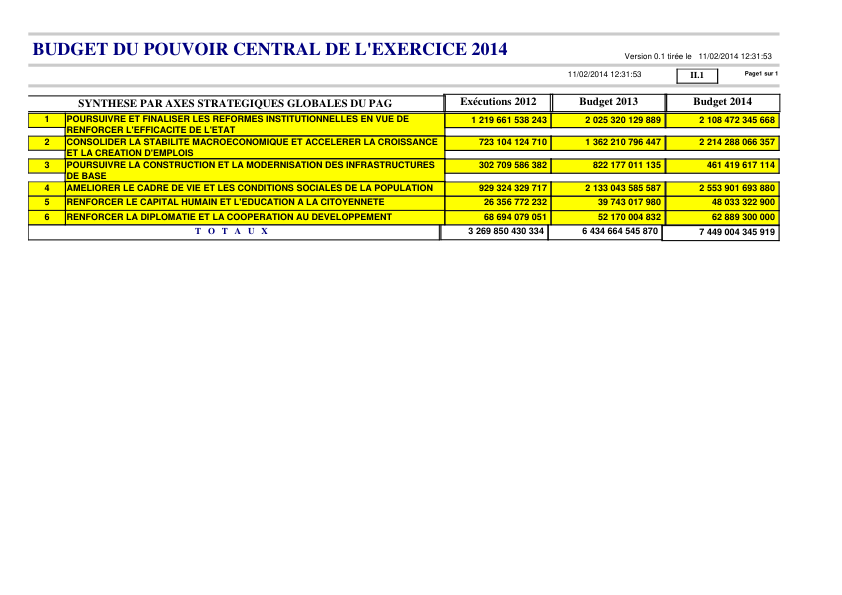 BUDGET DU POUVOIR CENTRAL DE L'EXERCICE 2014
Version 0.1 tirée le 11/02/2014 12:31:53
11/02/2014 12:31:53 II.1 Page1 sur 1
SYNTHESE PAR AXES STRATEGIQUES GLOBALES DU PAG Exécutions 2012 Budget 2013 Budget 2014
1 POURSUIVRE ET FINALISER LES REFORMES INSTITUTIONNELLES EN VUE DE 1 219 661 538 243 2 025 320 129 889 2 108 472 345 668
RENFORCER L'EFFICACITE DE L'ETAT
2 CONSOLIDER LA STABILITE MACROECONOMIQUE ET ACCELERER LA CROISSANCE 723 104 124 710 1 362 210 796 447 2 214 288 066 357
ET LA CREATION D'EMPLOIS
3 POURSUIVRE LA CONSTRUCTION ET LA MODERNISATION DES INFRASTRUCTURES 302 709 586 382 822 177 011 135 461 419 617 114
DE BASE
4 AMELIORER LE CADRE DE VIE ET LES CONDITIONS SOCIALES DE LA POPULATION 929 324 329 717 2 133 043 585 587 2 553 901 693 880
5 RENFORCER LE CAPITAL HUMAIN ET L'EDUCATION A LA CITOYENNETE 26 356 772 232 39 743 017 980 48 033 322 900
6 RENFORCER LA DIPLOMATIE ET LA COOPERATION AU DEVELOPPEMENT 68 694 079 051 52 170 004 832 62 889 300 000
T O T A U X 3 269 850 430 334 6 434 664 545 870 7 449 004 345 919